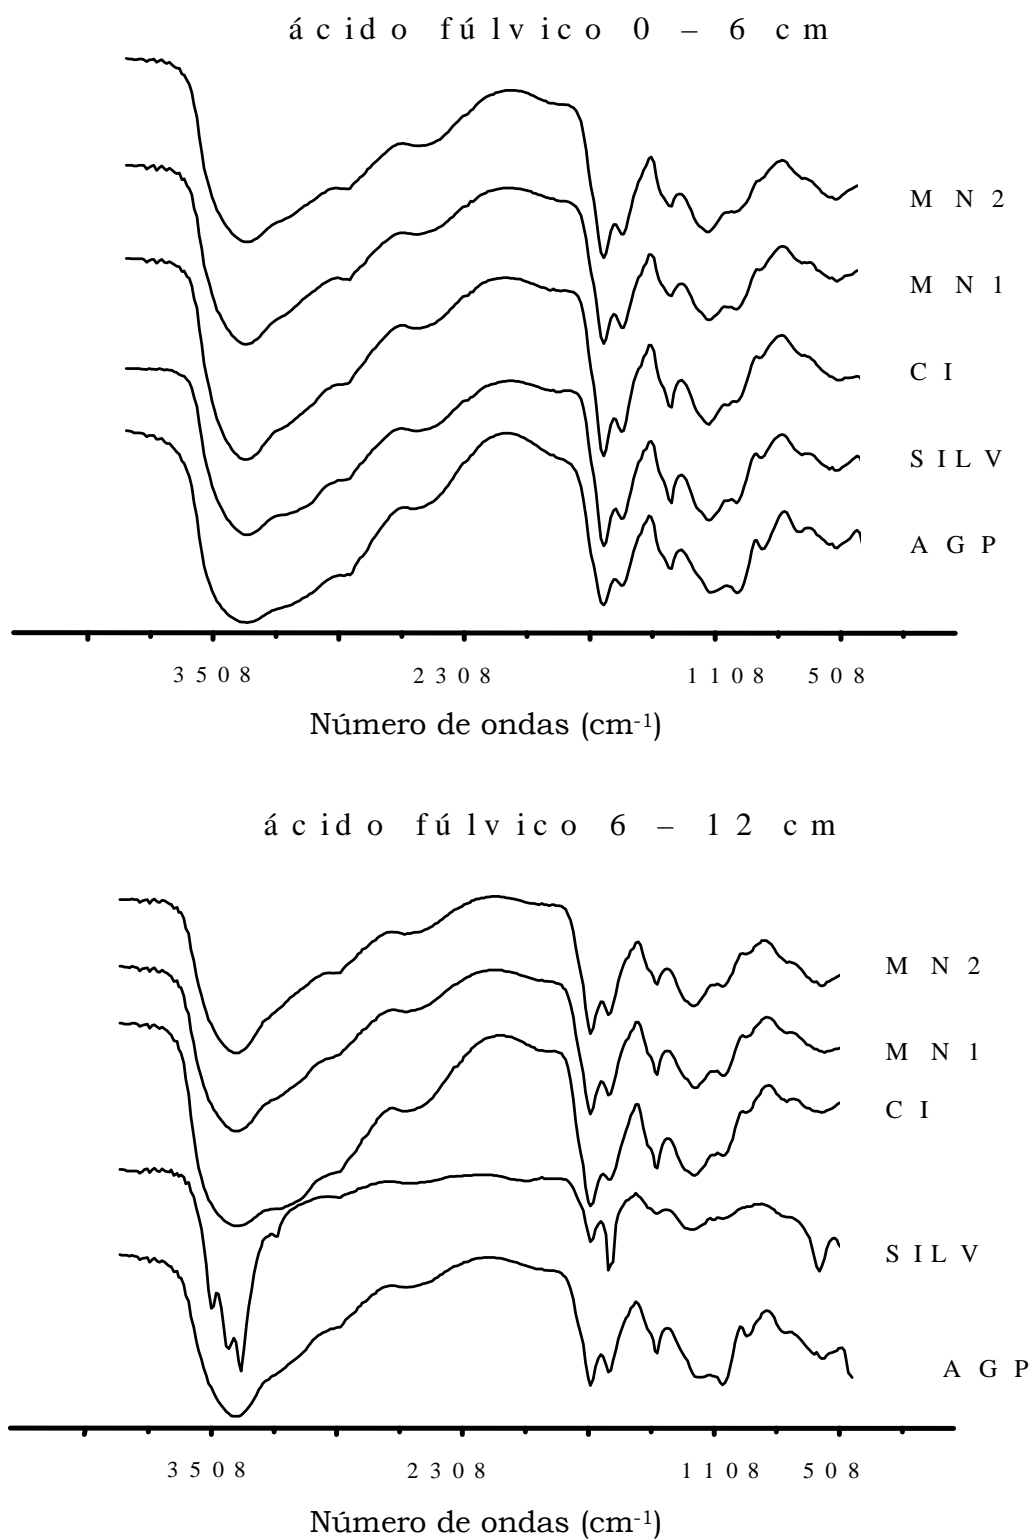 ácido fúlvico 0 – 6 cm
MN2
MN1
CI
SILV
AGP
3508 2308 1108 508
Número de ondas (cm-1)
ácido fúlvico 6 – 12 cm
MN2
MN1
CI
SILV
AGP
3508 2308 1108 508
Número de ondas (cm-1)